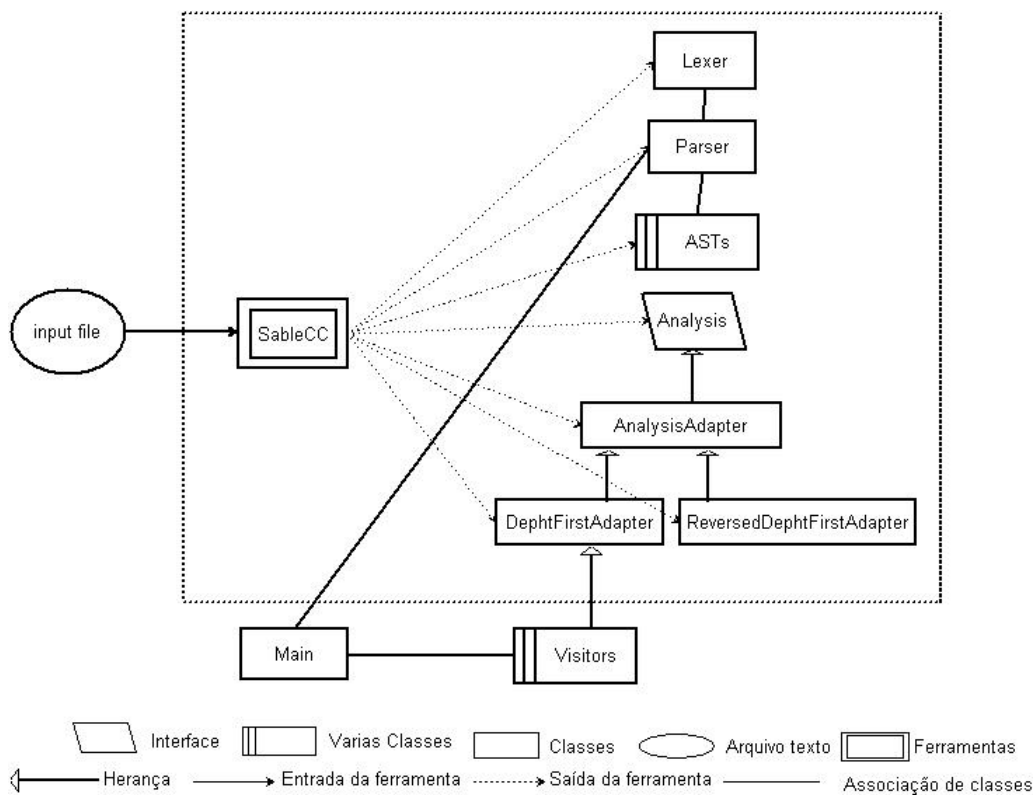 Lexer
Parser
ASTs
input file
SableCC
Analysis
AnalysisAdapter
DephtFirstAdapter
ReversedDephtFirstAdapter
Main
Visitors
Interface
Varias Classes
Classes
Arquivo texto
Ferramentas
Herança
Entrada da ferramenta
Saída da ferramenta
Associação de classes